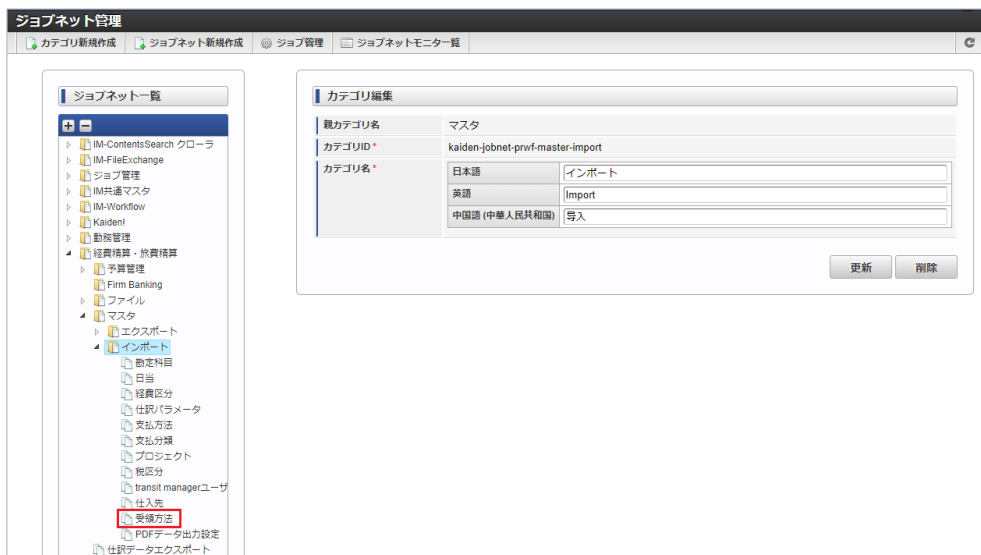 ジョブネット管理
カテゴリ新規作成 ジョブネット新規作成 ジョブ管理 ジョブネットモニター覧
ジョブネット一覧
IM-ContentsSearch クローラ
IM-FileExchange
ジョブ管理
IM共通マスタ
IM-Workflow
Kaiden!
勤務管理
経費精算・旅費精算
予算管理
Firm Banking
ファイル
マスタ
エクスポート
インポート
勘定科目
日当
経費区分
仕訳パラメータ
支払方法
支払分類
プロジェクト
税区分
transit managerユーザ
仕入先
受領方法
PDFデータ出力設定
仕訳データエクスポート
カテゴリ編集
親カテゴリ名 マスタ
カテゴリID * kaiden-jobnet-prwf-master-import
カテゴリ名 *
日本語 インポート
英語 Import
中国語 (中華人民共和国) 导入
更新 削除